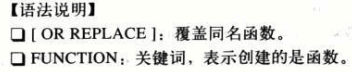 【语法说明】
❑ [ OR REPLACE ]：覆盖同名函数。
❑ FUNCTION：关键词，表示创建的是函数。